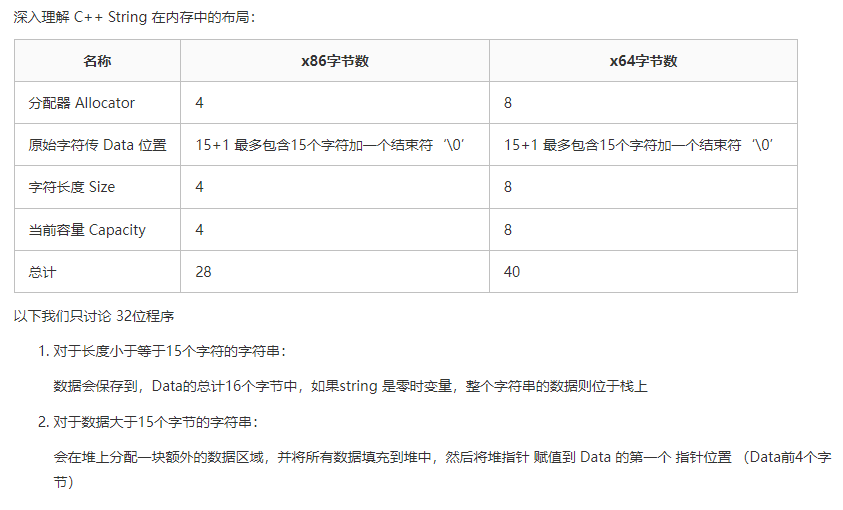 深入理解 C++ String 在内存中的布局：
名称 x86字节数 x64字节数
分配器 Allocator 4 8
原始字符传 Data 位置 15+1 最多包含15个字符加一个结束符‘\0’ 15+1 最多包含15个字符加一个结束符‘\0’
字符长度 Size 4 8
当前容量 Capacity 4 8
总计 28 40
以下我们只讨论 32位程序
1. 对于长度小于等于15个字符的字符串：
数据会保存到，Data的总计16个字节中，如果string 是零时变量，整个字符串的数据则位于栈上
2. 对于数据大于15个字节的字符串：
会在堆上分配一块额外的数据区域，并将所有数据填充到堆中，然后将堆指针 赋值到 Data 的第一个 指针位置 （Data前4个字
节）